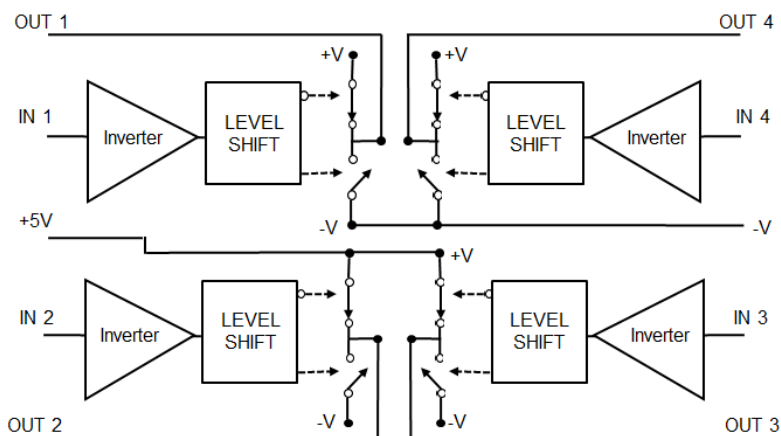 OUT 1
OUT 4
+V
+V
IN 1
Inverter
LEVEL
SHIFT
LEVEL
SHIFT
Inverter
IN 4
+5V
-V
-V
+V
IN 2
Inverter
LEVEL
SHIFT
LEVEL
SHIFT
Inverter
IN 3
OUT 2
-V
-V
OUT 3